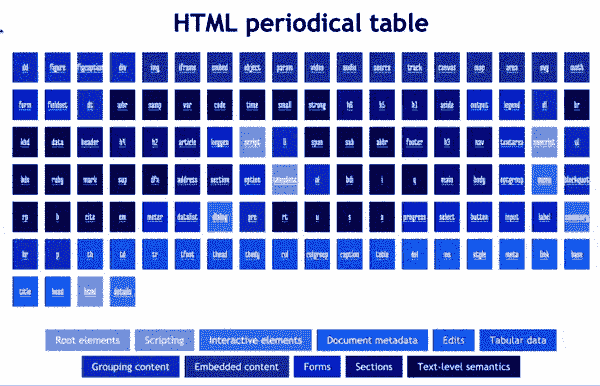 HTML periodical table
dd figure figcaption div img iframe embed object param video audio source track canvas map area svg math
form fieldset dt wbr samp var code time small strong h6 h5 h1 aside output legend dl br
kbd data header h4 h2 article keygen script li span sub abbr footer h3 nav textarea noscript ul
bdo ruby mark sup dfn address section option template ol bdi i q main body optgroup menu blockquote
rp b cite em meter datalist dialog pre rt u s a progress select button input label summary
hr p th td tr tfoot thead tbody col colgroup caption table del ins style meta link base
title head html details
Root elements Scripting Interactive elements Document metadata Edits Tabular data
Grouping content Embedded content Forms Sections Text-level semantics